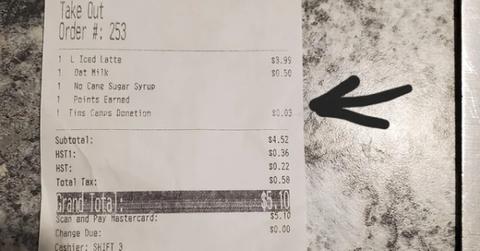 Take Out
Order #: 253
1 L Iced Latte $3.99
1 Oat Milk $0.50
1 No Cane Sugar Syrup
1 Points Earned
1 Tims Camps Donation $0.03
Subtotal: $4.52
HST1: $0.36
HST: $0.22
Total Tax: $0.58
Grand Total: $5.10
Scan and Pay Mastercard: $5.10
Change Due: $0.00
Cashier: SHIFT 3